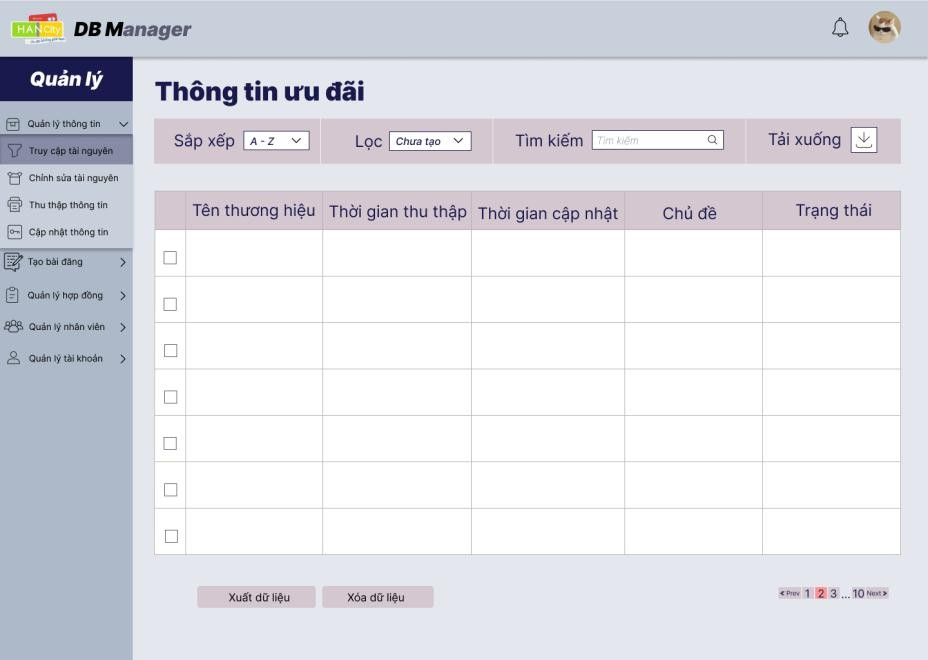 HANCity DB Manager
Quản lý
Quản lý thông tin
Truy cập tài nguyên
Chỉnh sửa tài nguyên
Thu thập thông tin
Cập nhật thông tin
Tạo bài đăng
Quản lý hợp đồng
Quản lý nhân viên
Quản lý tài khoản
Thông tin ưu đãi
Sắp xếp A - Z Lọc Chưa tạo Tìm kiếm Tìm kiếm Tải xuống
Tên thương hiệu Thời gian thu thập Thời gian cập nhật Chủ đề Trạng thái
Xuất dữ liệu Xóa dữ liệu « Prev 1 2 3 ... 10 Next »